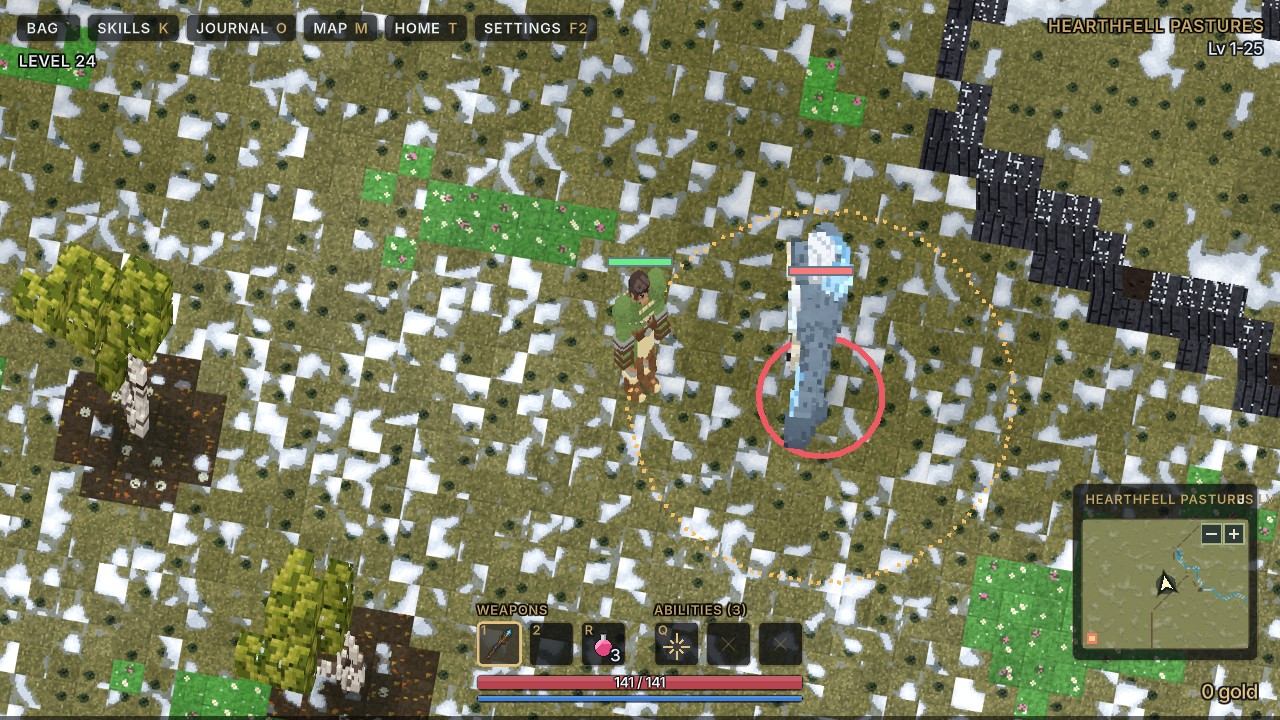 BAG
SKILLS K
JOURNAL O
MAP M
HOME T
SETTINGS F2
LEVEL 24
HEARTHFELL PASTURES
Lv 1-25
HEARTHFELL PASTURES
WEAPONS
ABILITIES (3)
1
2
R
3
Q
141 / 141
0 gold